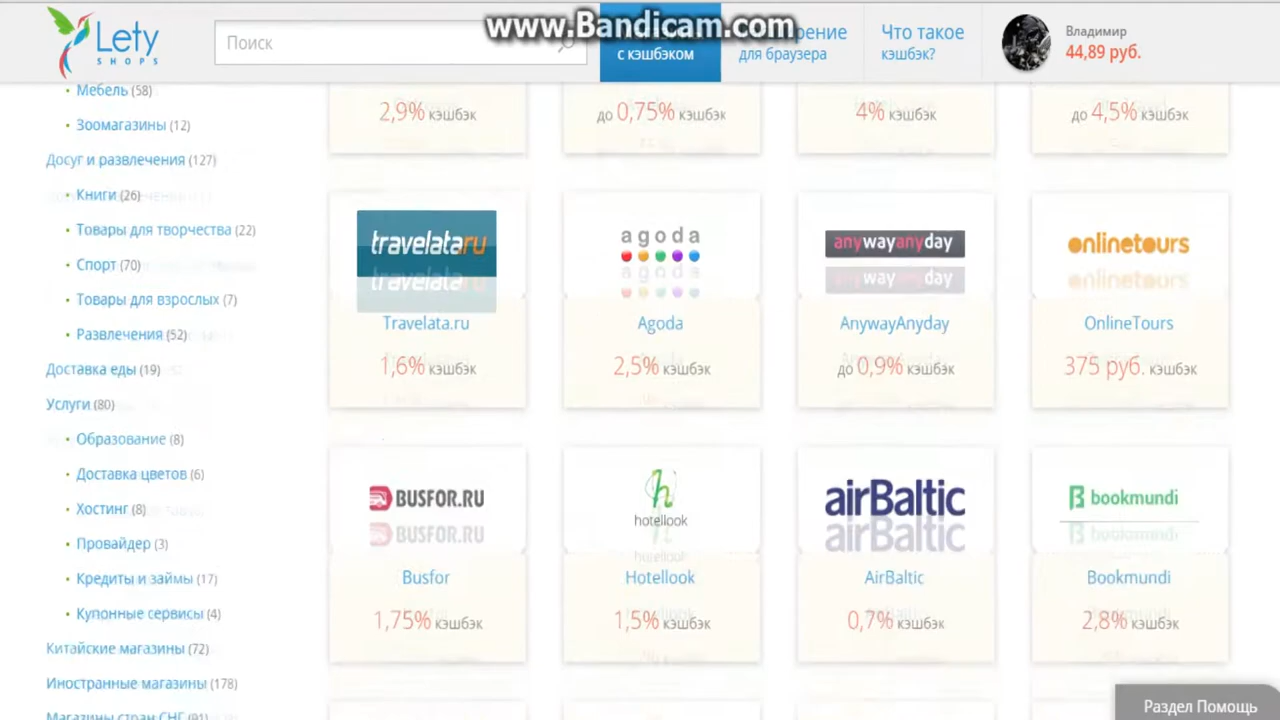 www.Bandicam.com
Lety
SHOPS
Поиск
с кэшбэком
рение
для браузера
Что такое
кэшбэк?
Владимир
44,89 руб.
Мебель (58)
Зоомагазины (12)
Досуг и развлечения (127)
Книги (26)
Товары для творчества (22)
Спорт (70)
Товары для взрослых (7)
Развлечения (52)
Доставка еды (19)
Услуги (80)
Образование (8)
Доставка цветов (6)
Хостинг (8)
Провайдер (3)
Кредиты и займы (17)
Купонные сервисы (4)
Китайские магазины (72)
Иностранные магазины (178)
Магазины стран СНГ (91)
2,9% кэшбэк
до 0,75% кэшбэк
4% кэшбэк
до 4,5% кэшбэк
travelata.ru
Travelata.ru
1,6% кэшбэк
agoda
Agoda
2,5% кэшбэк
anywayanyday
AnywayAnyday
до 0,9% кэшбэк
onlinetours
OnlineTours
375 руб. кэшбэк
BUSFOR.RU
Busfor
1,75% кэшбэк
hotellook
Hotellook
1,5% кэшбэк
airBaltic
AirBaltic
0,7% кэшбэк
bookmundi
Bookmundi
2,8% кэшбэк
Раздел Помощь